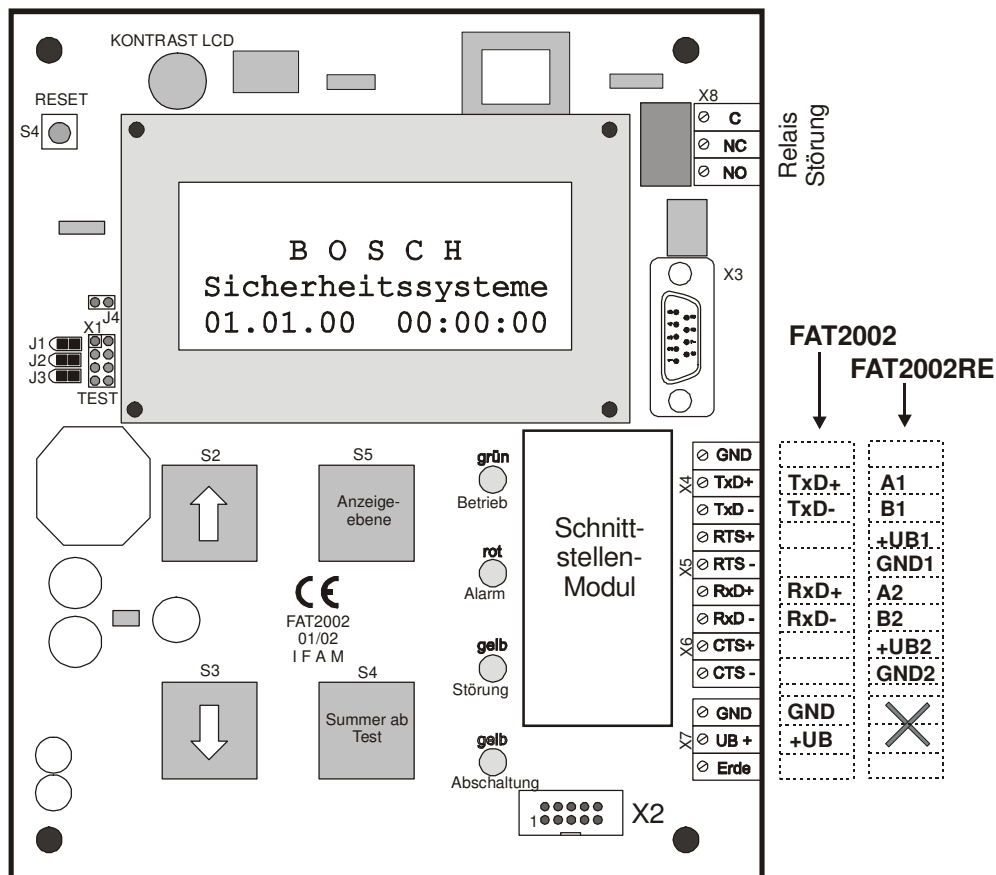 KONTRAST LCD
RESET
S4
X8
C
NC
NO
Relais
Störung
B O S C H
Sicherheitssysteme
01.01.00 00:00:00
X3
J4
X1
J1
J2
J3
TEST
FAT2002
FAT2002RE
S2
S5
Anzeige-
ebene
grün
Betrieb
rot
Alarm
gelb
Störung
gelb
Abschaltung
Schnitt-
stellen-
Modul
X4
X5
X6
X7
GND
TxD+ TxD+ A1
TxD - TxD- B1
RTS+ +UB1
RTS - GND1
RxD+ RxD+ A2
RxD - RxD- B2
CTS+ +UB2
CTS - GND2
GND GND
UB + +UB
Erde
FAT2002
01/02
I F A M
S3
S4
Summer ab
Test
1
X2